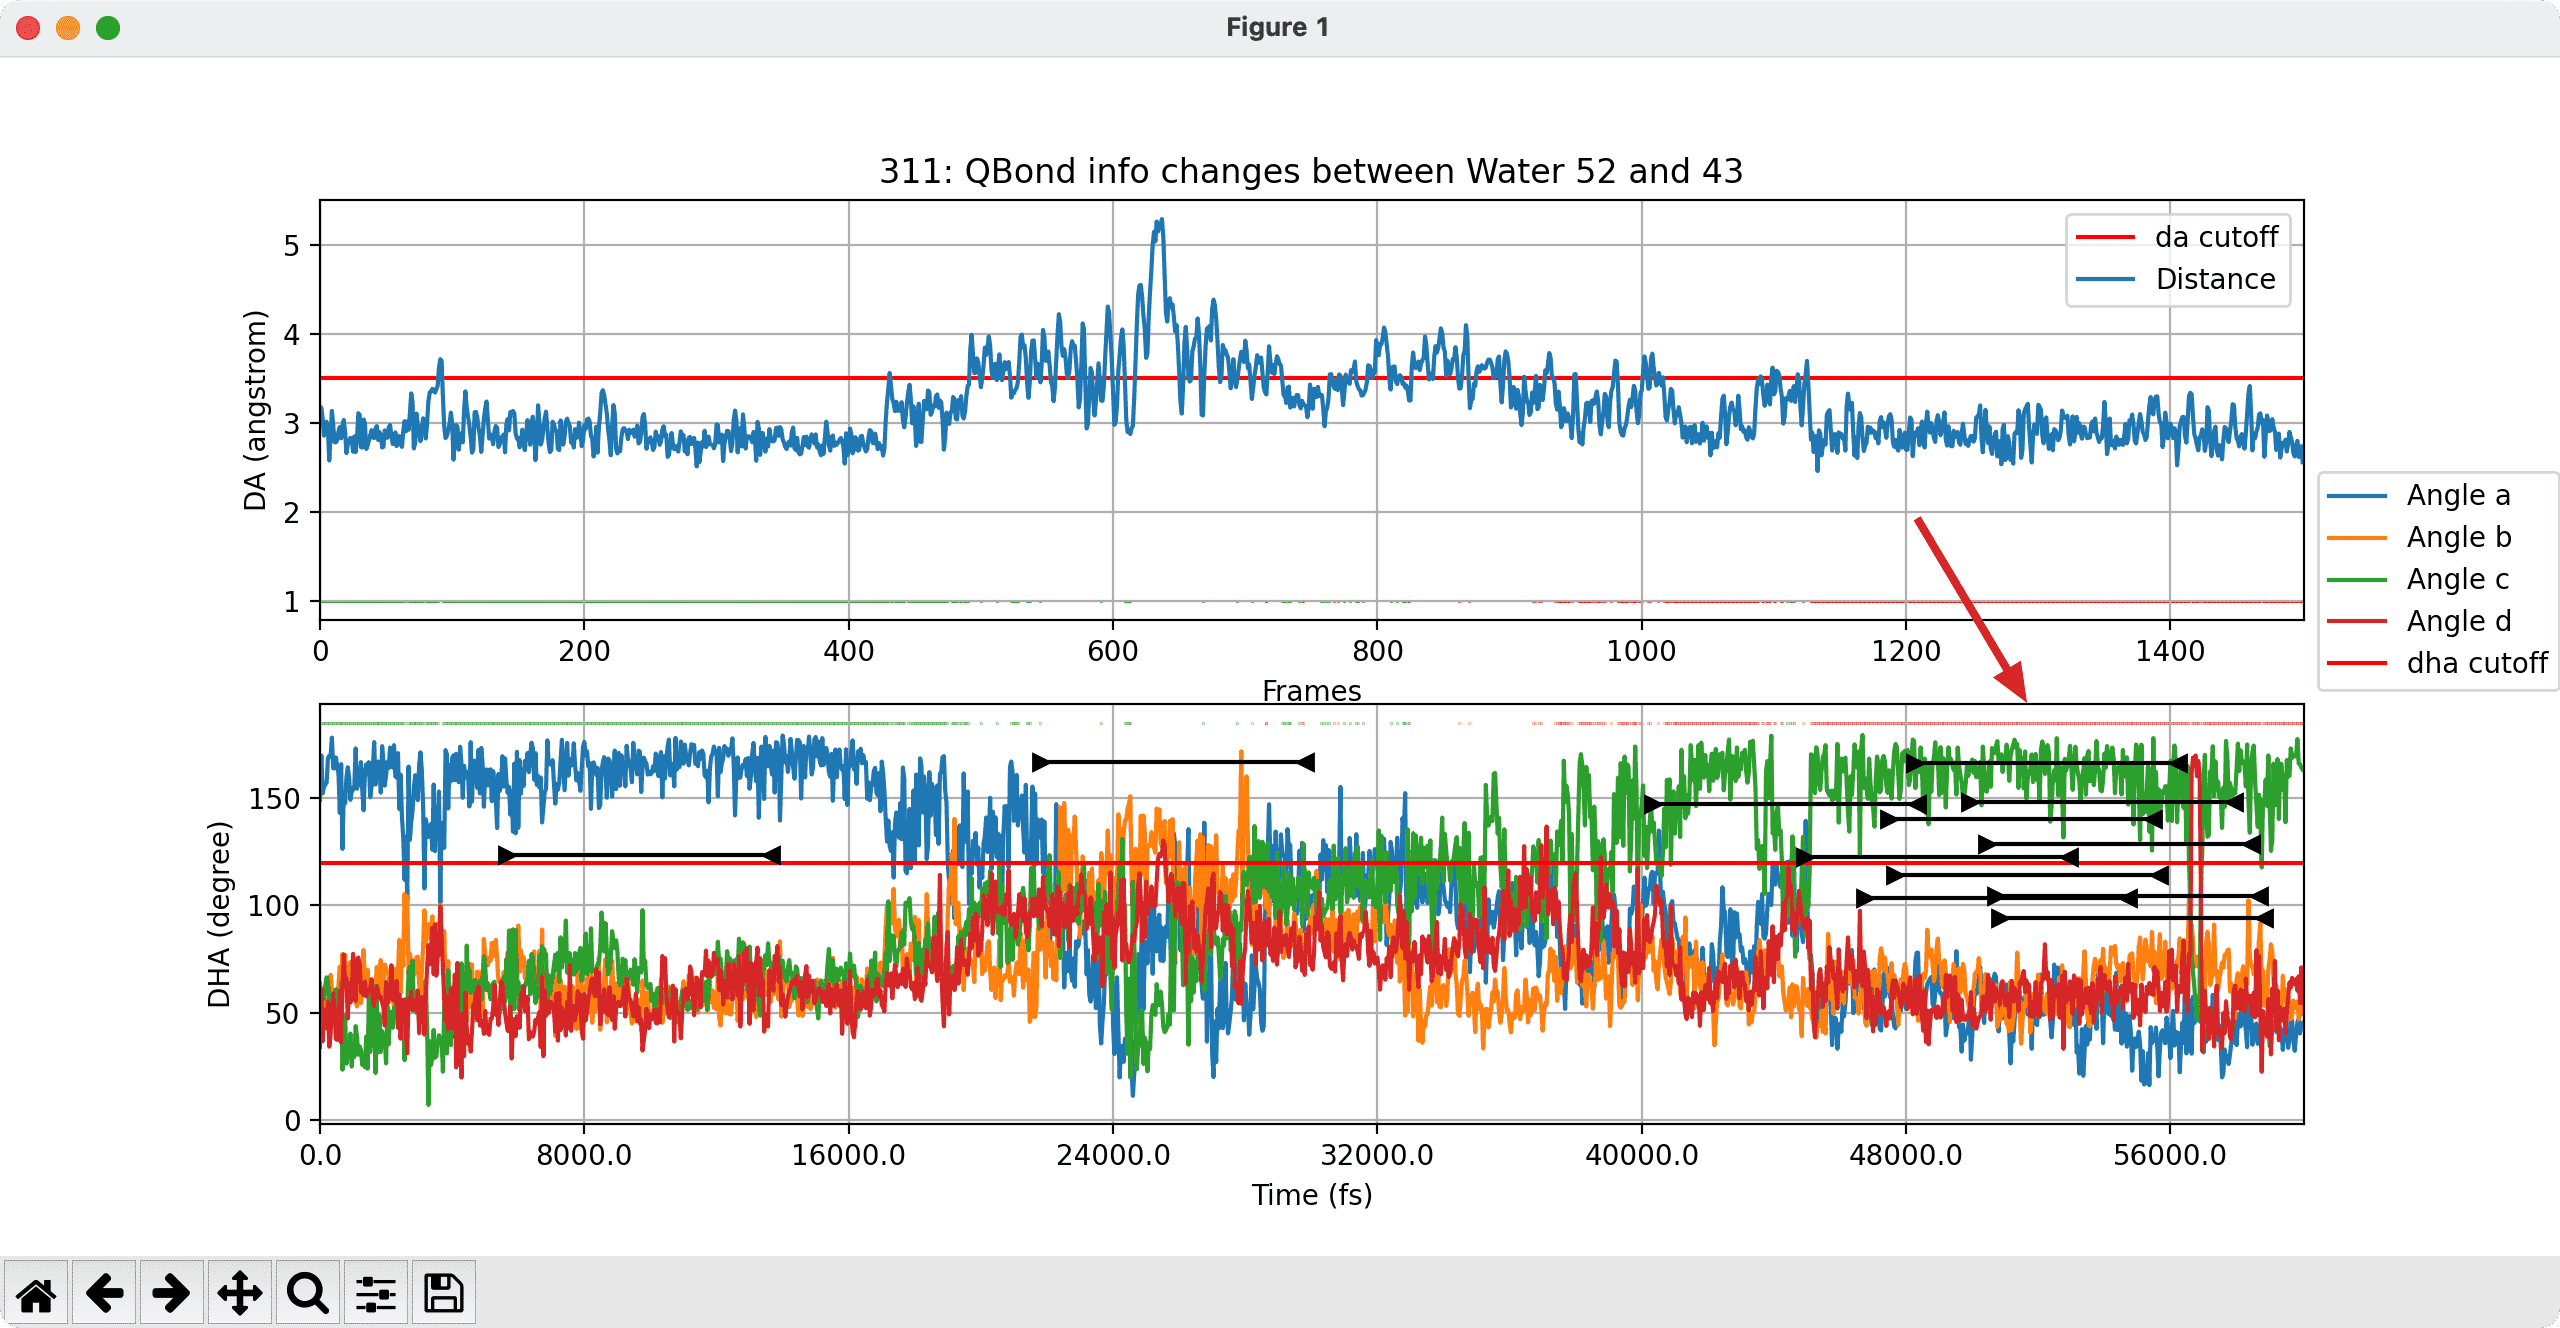 Figure 1
311: QBond info changes between Water 52 and 43
5
4
3
2
1
DA (angstrom)
da cutoff
Distance
0 200 400 600 800 1000 1200 1400
Frames
Angle a
Angle b
Angle c
Angle d
dha cutoff
150
100
50
0
DHA (degree)
0.0 8000.0 16000.0 24000.0 32000.0 40000.0 48000.0 56000.0
Time (fs)